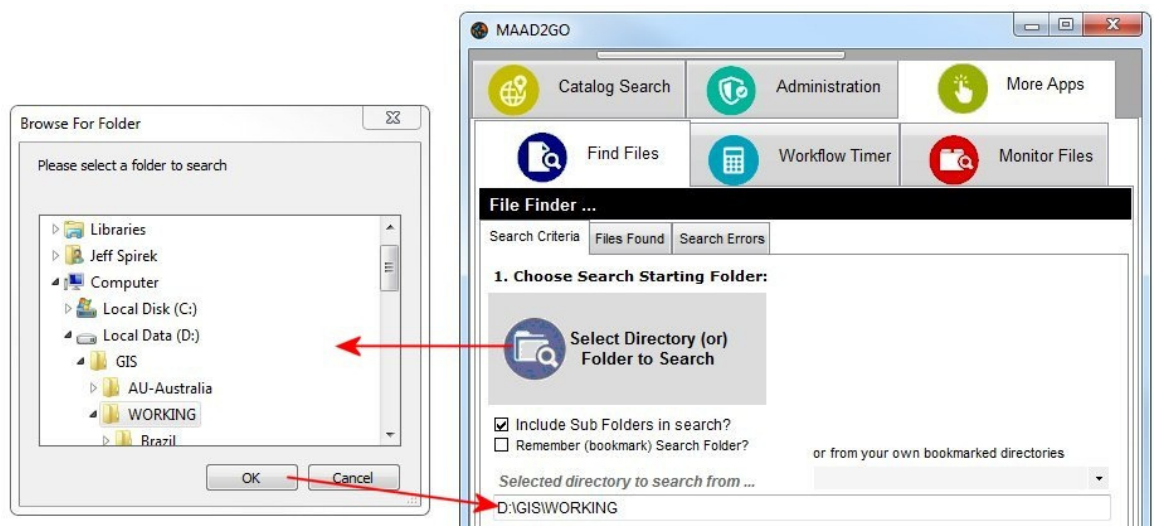 Browse For Folder
Please select a folder to search
Libraries
Jeff Spirek
Computer
Local Disk (C:)
Local Data (D:)
GIS
AU-Australia
WORKING
Brazil
OK
Cancel
MAAD2GO
Catalog Search
Administration
More Apps
Find Files
Workflow Timer
Monitor Files
File Finder ...
Search Criteria
Files Found
Search Errors
1. Choose Search Starting Folder:
Select Directory (or)
Folder to Search
Include Sub Folders in search?
Remember (bookmark) Search Folder?
or from your own bookmarked directories
Selected directory to search from ...
D:\GIS\WORKING